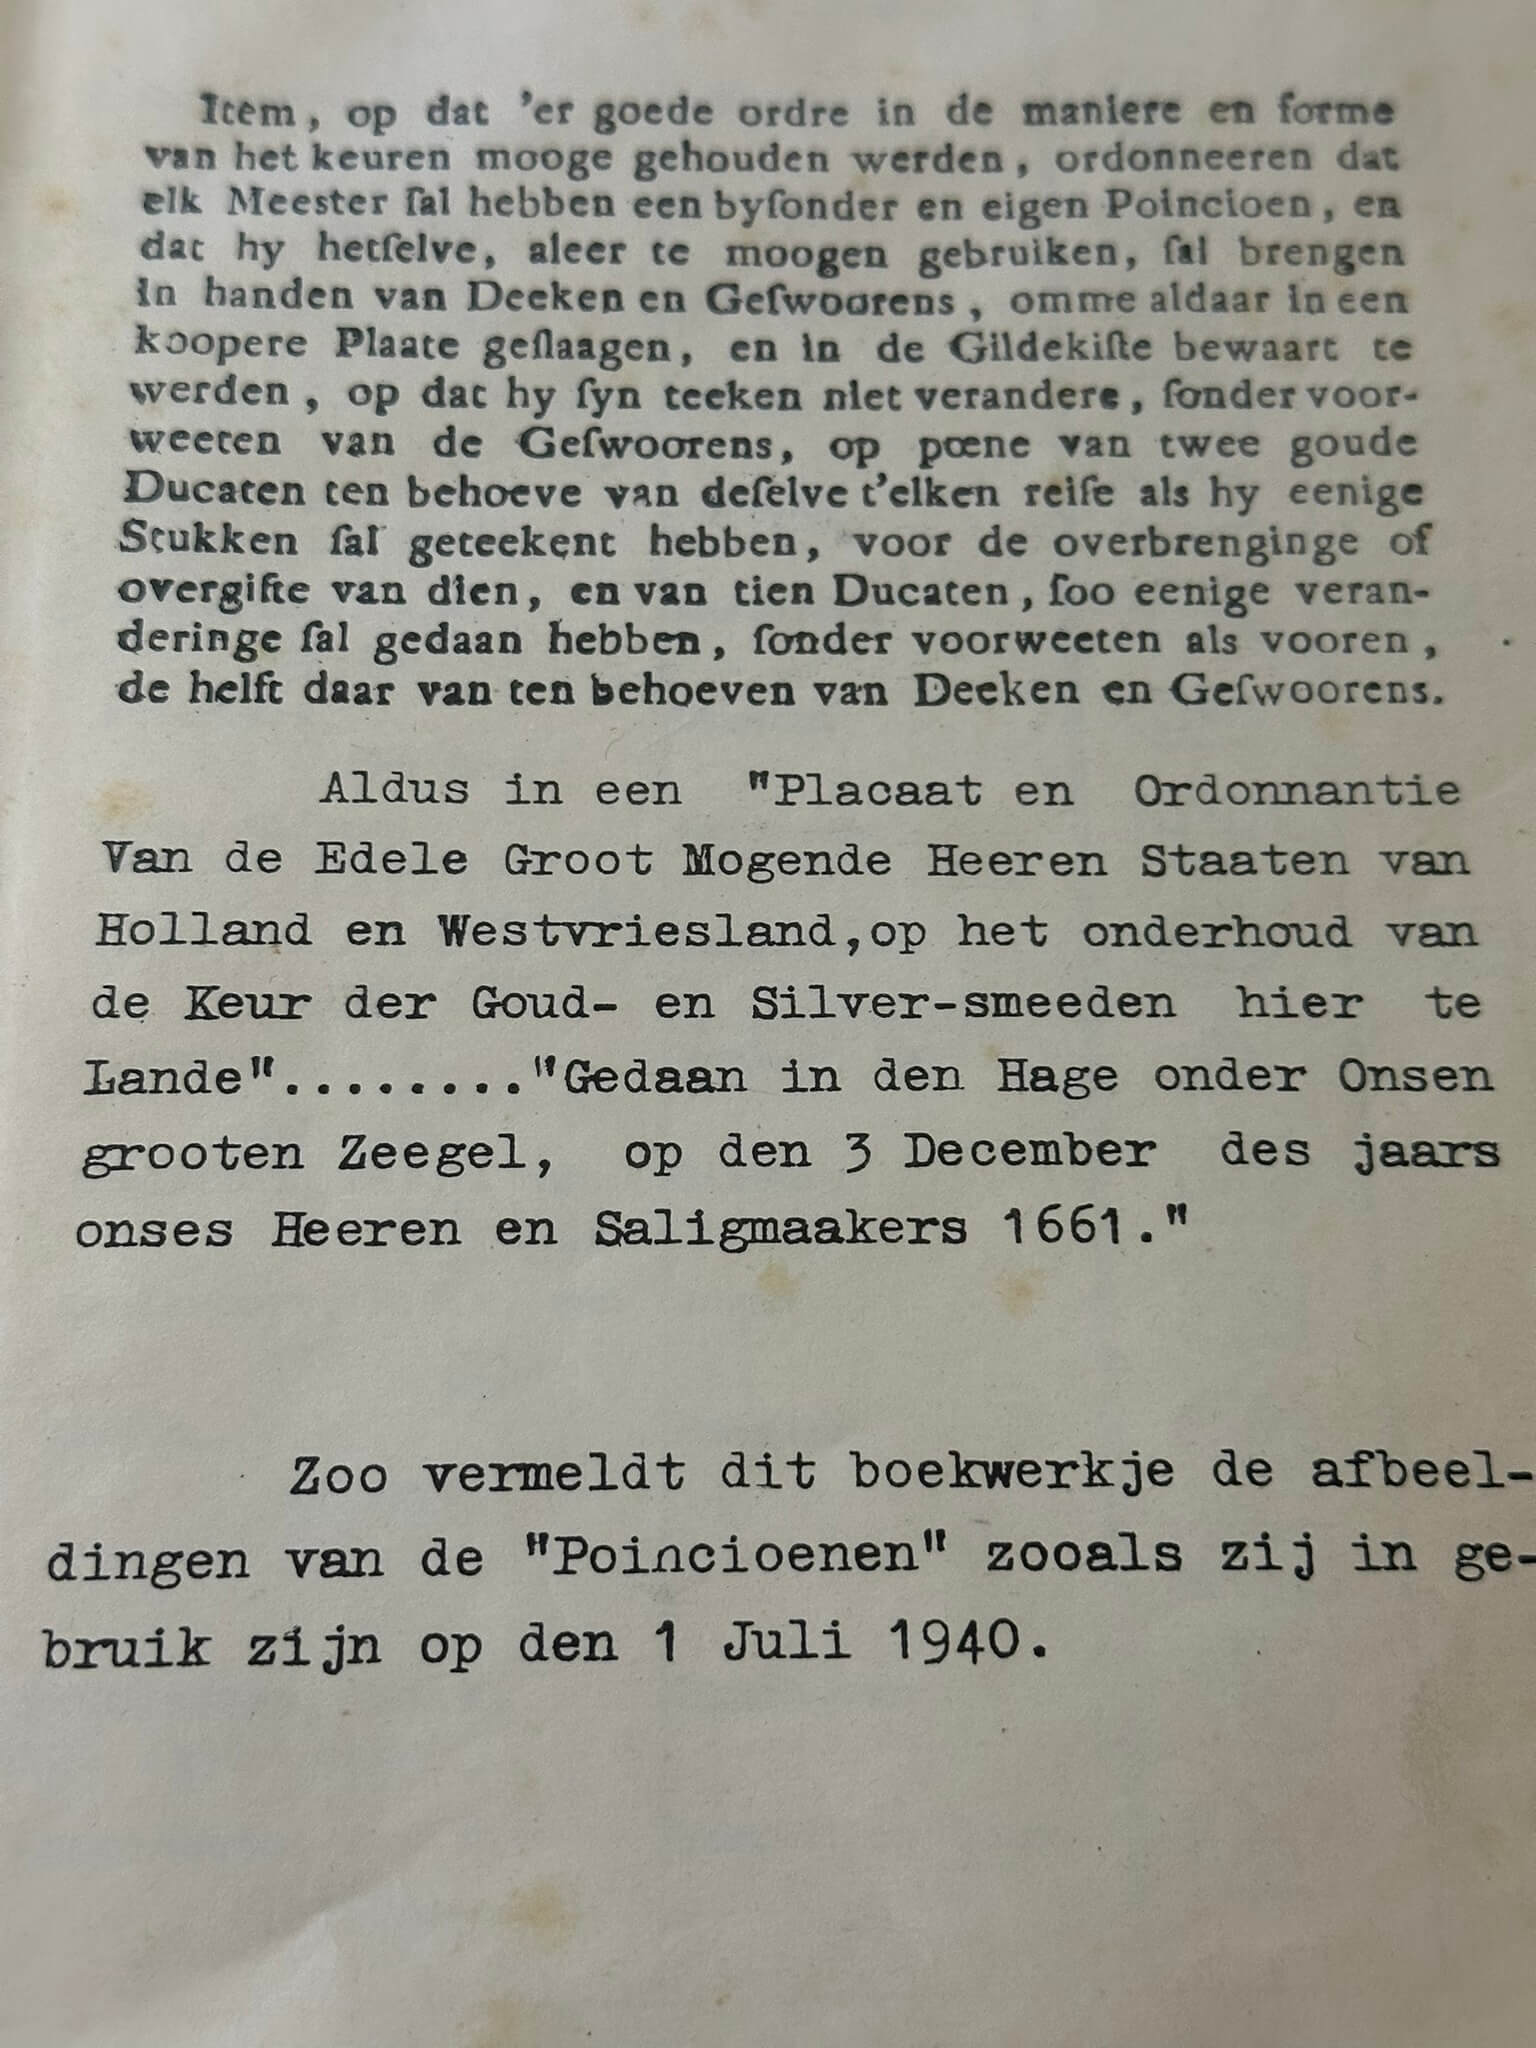 Item, op dat 'er goede ordre in de maniere en forme
van het keuren mooge gehouden werden, ordonneeren dat
elk Meester ſal hebben een byſonder en eigen Poincioen, en
dat hy hetſelve, aleer te moogen gebruiken, ſal brengen
in handen van Deeken en Geſwoorens, omme aldaar in een
koopere Plaate geſlaagen, en in de Gildekiſte bewaart te
werden, op dat hy ſyn teeken niet verandere, ſonder voor-
weeten van de Geſwoorens, op pœne van twee goude
Ducaten ten behoeve van deſelve t'elken reiſe als hy eenige
Stukken ſal geteekent hebben, voor de overbrenginge of
overgifte van dien, en van tien Ducaten, ſoo eenige veran-
deringe ſal gedaan hebben, ſonder voorweeten als vooren,
de helft daar van ten behoeven van Deeken en Geſwoorens.
Aldus in een "Placaat en Ordonnantie
Van de Edele Groot Mogende Heeren Staaten van
Holland en Westvriesland,op het onderhoud van
de Keur der Goud- en Silver-smeeden hier te
Lande"........"Gedaan in den Hage onder Onsen
grooten Zeegel, op den 3 December des jaars
onses Heeren en Saligmaakers 1661."
Zoo vermeldt dit boekwerkje de afbeel-
dingen van de "Poincioenen" zooals zij in ge-
bruik zijn op den 1 Juli 1940.